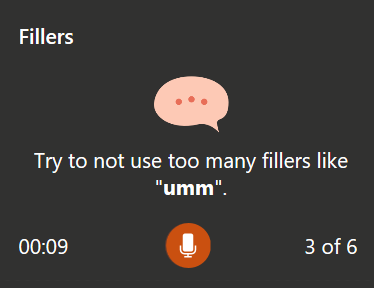 Fillers
Try to not use too many fillers like
"umm".
00:09
3 of 6